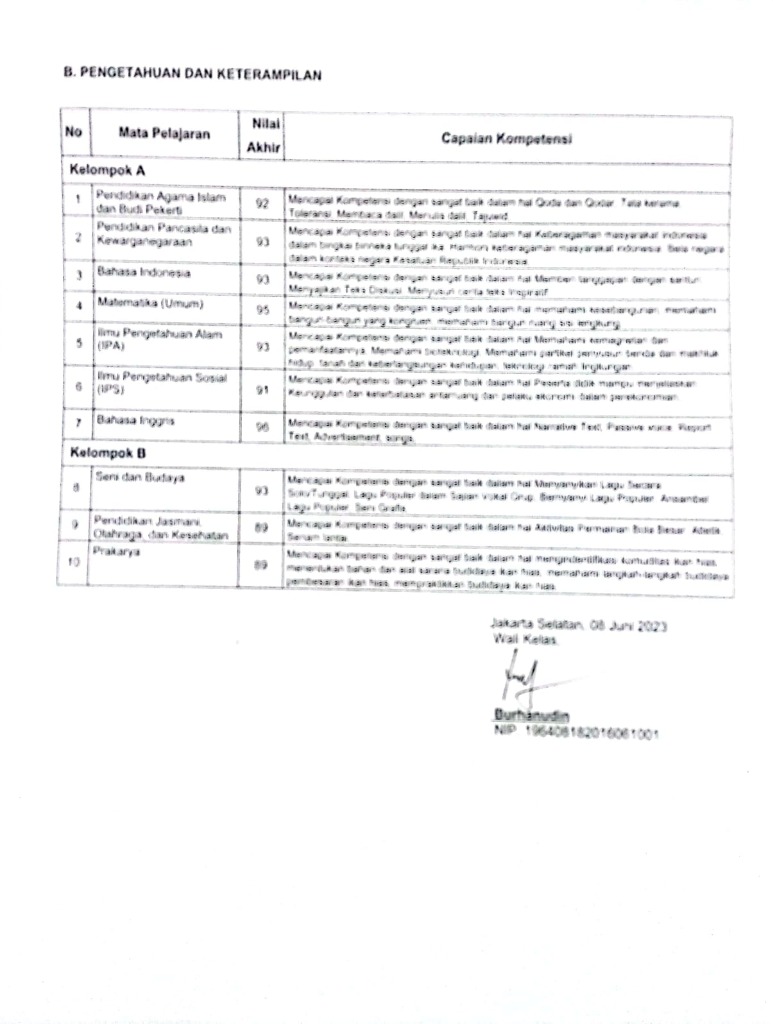 B. PENGETAHUAN DAN KETERAMPILAN
No Mata Pelajaran Nilai Akhir Capaian Kompetensi
Kelompok A
1 Pendidikan Agama Islam dan Budi Pekerti 92 Mencapai Kompetensi dengan sangat baik dalam hal Qoda dan Qodar, Tata krama,
Toleransi, Membaca dalil, Menulis dalil, Tajwid
2 Pendidikan Pancasila dan Kewarganegaraan 93 Mencapai Kompetensi dengan sangat baik dalam hal Keberagaman masyarakat indonesia
dalam bingkai bhinneka tunggal ika, Harmoni keberagaman masyarakat indonesia, Bela negara
dalam konteks negara Kesatuan Republik Indonesia
3 Bahasa Indonesia 93 Mencapai Kompetensi dengan sangat baik dalam hal Memberi tanggapan dengan santun,
Menyajikan Teks Diskusi, Menyusun cerita teks inspiratif
4 Matematika (Umum) 95 Mencapai Kompetensi dengan sangat baik dalam hal memahami kesebangunan, memahami
bangun-bangun yang kongruen, memahami bangun ruang sisi lengkung
5 Ilmu Pengetahuan Alam (IPA) 93 Mencapai Kompetensi dengan sangat baik dalam hal Memahami kemagnetan dan
pemanfaatannya, Memahami bioteknologi, Memahami partikel penyusun benda dan makhluk
hidup, tanah dan keberlangsungan kehidupan, teknologi ramah lingkungan
6 Ilmu Pengetahuan Sosial (IPS) 91 Mencapai Kompetensi dengan sangat baik dalam hal Peserta didik mampu menjelaskan
Keunggulan dan keterbatasan antarruang dan pelaku ekonomi dalam perekonomian
7 Bahasa Inggris 96 Mencapai Kompetensi dengan sangat baik dalam hal Narrative Text, Passive voice, Report
Text, Advertisement, songs
Kelompok B
8 Seni dan Budaya 93 Mencapai Kompetensi dengan sangat baik dalam hal Menyanyikan Lagu Secara
Solo/Tunggal, Lagu Populer dalam Sajian Vokal Grup, Bernyanyi Lagu Populer, Ansambel
Lagu Populer, Seni Grafis
9 Pendidikan Jasmani, Olahraga, dan Kesehatan 89 Mencapai Kompetensi dengan sangat baik dalam hal Aktivitas Permainan Bola Besar, Atletik,
Senam lantai
10 Prakarya 89 Mencapai Kompetensi dengan sangat baik dalam hal mengindentifikasi komuditas ikan hias,
menentukan bahan dan alat sarana budidaya ikan hias, memahami langkah-langkah budidaya
pembesaran ikan hias, mempraktikkan budidaya ikan hias
Jakarta Selatan, 08 Juni 2023
Wali Kelas,
Burhanudin
NIP. 196408182016061001